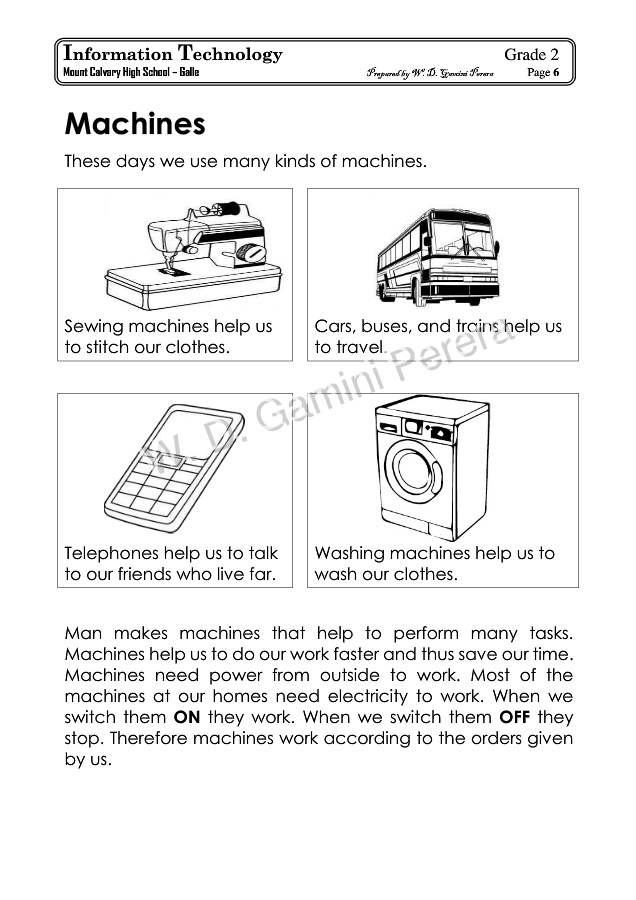 Information Technology
Grade 2
Mount Calvary High School – Galle
Prepared by W. D. Gamini Perera
Page 6
Machines
These days we use many kinds of machines.
Sewing machines help us
to stitch our clothes.
Cars, buses, and trains help us
to travel.
W. D. Gamini Perera
Telephones help us to talk
to our friends who live far.
Washing machines help us to
wash our clothes.
Man makes machines that help to perform many tasks.
Machines help us to do our work faster and thus save our time.
Machines need power from outside to work. Most of the
machines at our homes need electricity to work. When we
switch them ON they work. When we switch them OFF they
stop. Therefore machines work according to the orders given
by us.